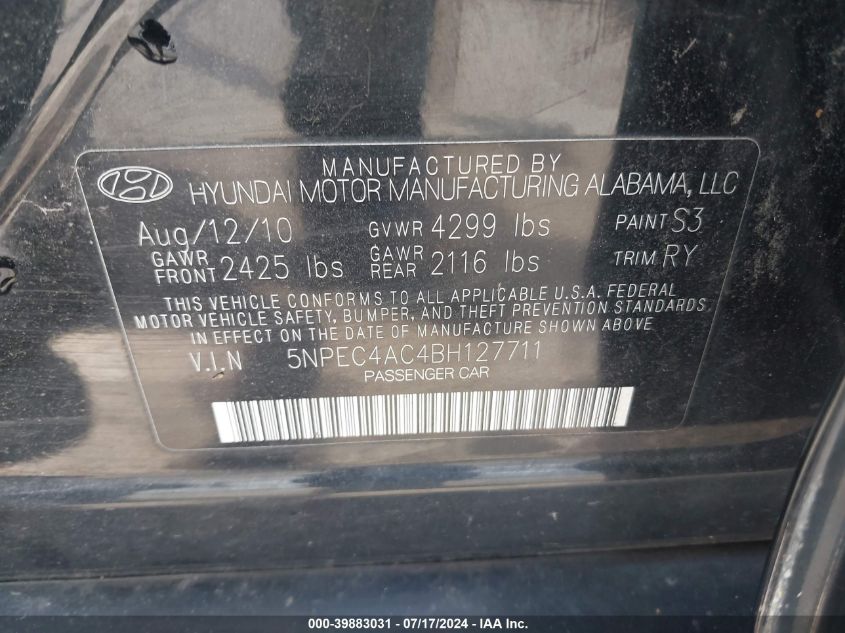 MANUFACTURED BY
HYUNDAI MOTOR MANUFACTURING ALABAMA, LLC
Aug/12/10 GVWR 4299 lbs PAINT S3
GAWR FRONT 2425 lbs GAWR REAR 2116 lbs TRIM RY
THIS VEHICLE CONFORMS TO ALL APPLICABLE U.S.A. FEDERAL
MOTOR VEHICLE SAFETY, BUMPER, AND THEFT PREVENTION STANDARDS
IN EFFECT ON THE DATE OF MANUFACTURE SHOWN ABOVE
V.I.N 5NPEC4AC4BH127711
PASSENGER CAR
000-39883031 - 07/17/2024 - IAA Inc.